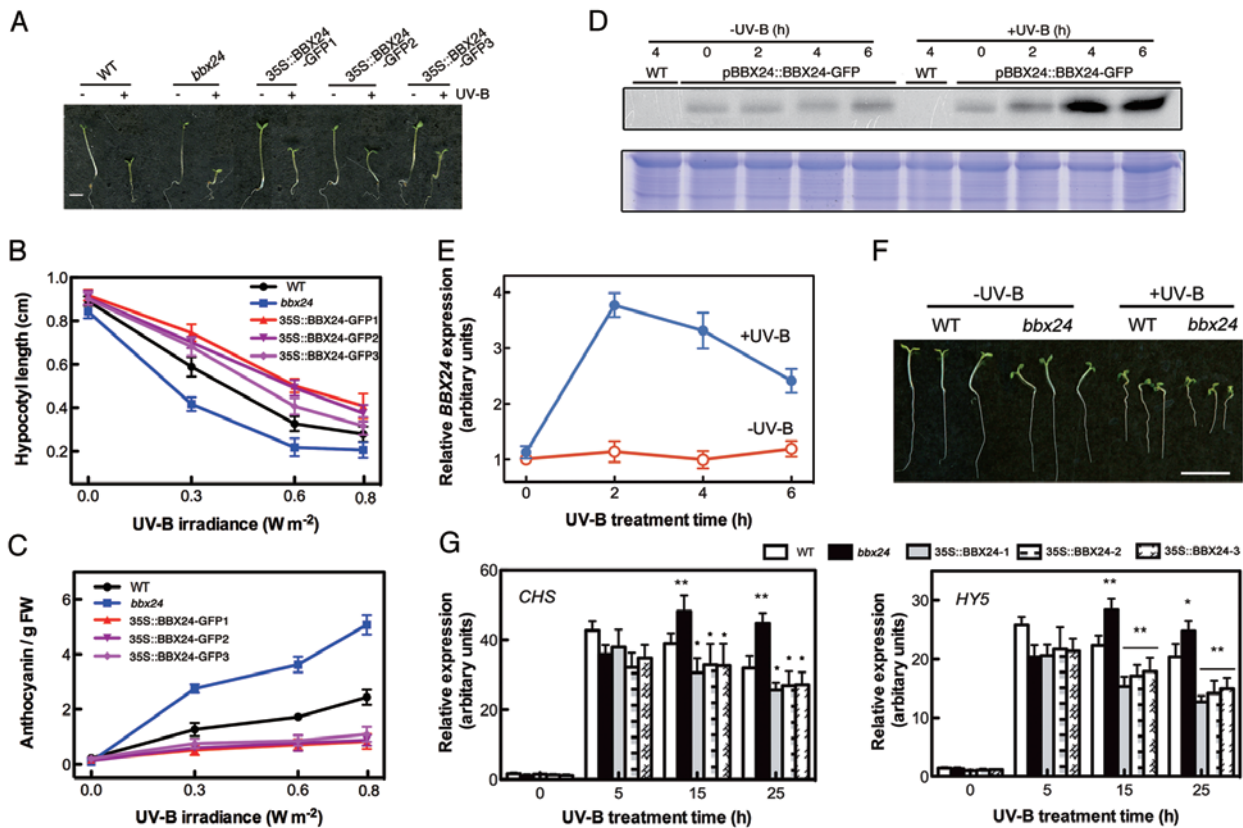 A
WT
bbx24
35S::BBX24
-GFP1
35S::BBX24
-GFP2
35S::BBX24
-GFP3
- + - + - + - + - + UV-B
B
Hypocotyl length (cm)
1.0
0.8
0.6
0.4
0.2
WT
bbx24
35S::BBX24-GFP1
35S::BBX24-GFP2
35S::BBX24-GFP3
0.0 0.3 0.6 0.8
UV-B irradiance (W m-2)
C
Anthocyanin / g FW
6
4
2
0
WT
bbx24
35S::BBX24-GFP1
35S::BBX24-GFP2
35S::BBX24-GFP3
0.0 0.3 0.6 0.8
UV-B irradiance (W m-2)
D
-UV-B (h) +UV-B (h)
4 0 2 4 6 4 0 2 4 6
WT pBBX24::BBX24-GFP WT pBBX24::BBX24-GFP
E
Relative BBX24 expression
(arbitary units)
4
3
2
1
+UV-B
-UV-B
0 2 4 6
UV-B treatment time (h)
F
-UV-B +UV-B
WT bbx24 WT bbx24
G
WT bbx24 35S::BBX24-1 35S::BBX24-2 35S::BBX24-3
Relative expression
(arbitary units)
60
40
20
0
CHS
** **
* * * * * *
0 5 15 25
UV-B treatment time (h)
Relative expression
(arbitary units)
40
30
20
10
0
HY5
** *
** **
0 5 15 25
UV-B treatment time (h)